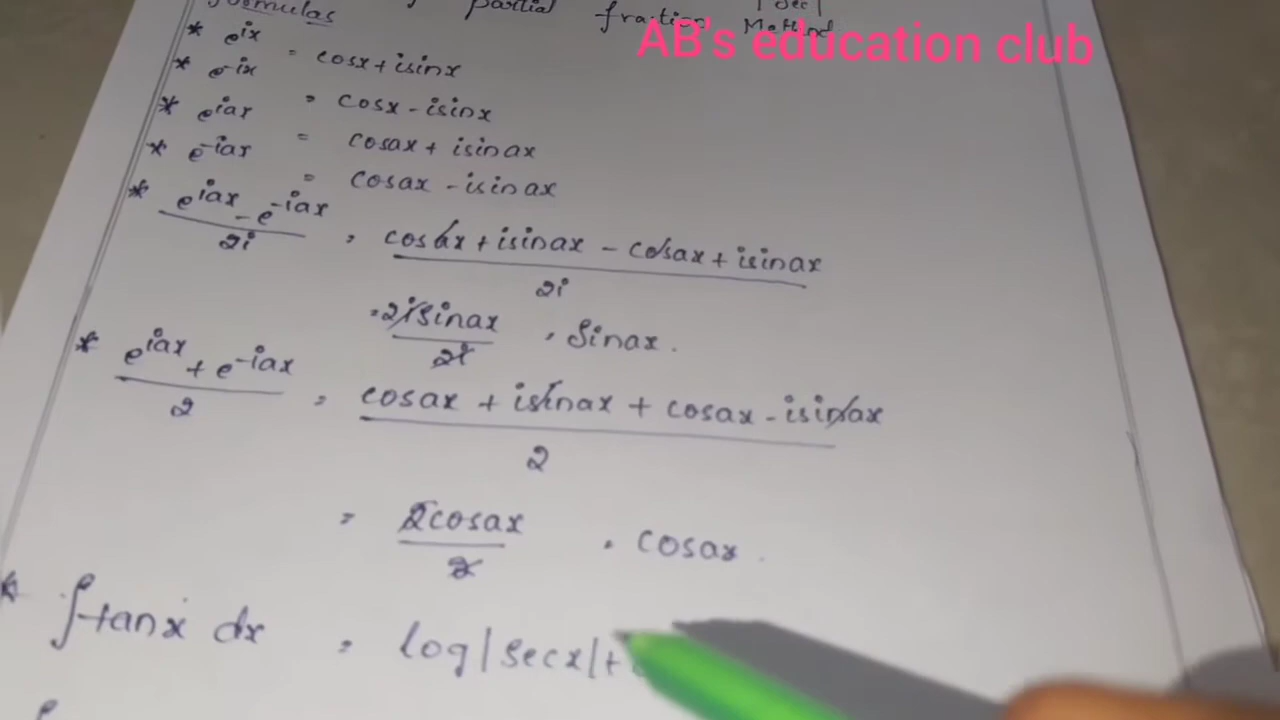 Formulas partial fraction Method
AB's education club
* e^ix = cosx + isinx
* e^-ix = cosx - isinx
* e^iax = cosax + isinax
* e^-iax = cosax - isinax
* (e^iax - e^-iax)/2i = (cosax + isinax - cosax + isinax)/2i
= 2isinax/2i = Sinax.
* (e^iax + e^-iax)/2 = (cosax + isinax + cosax - isinax)/2
= 2cosax/2 = cosax.
* ∫tanx dx = log|secx| +